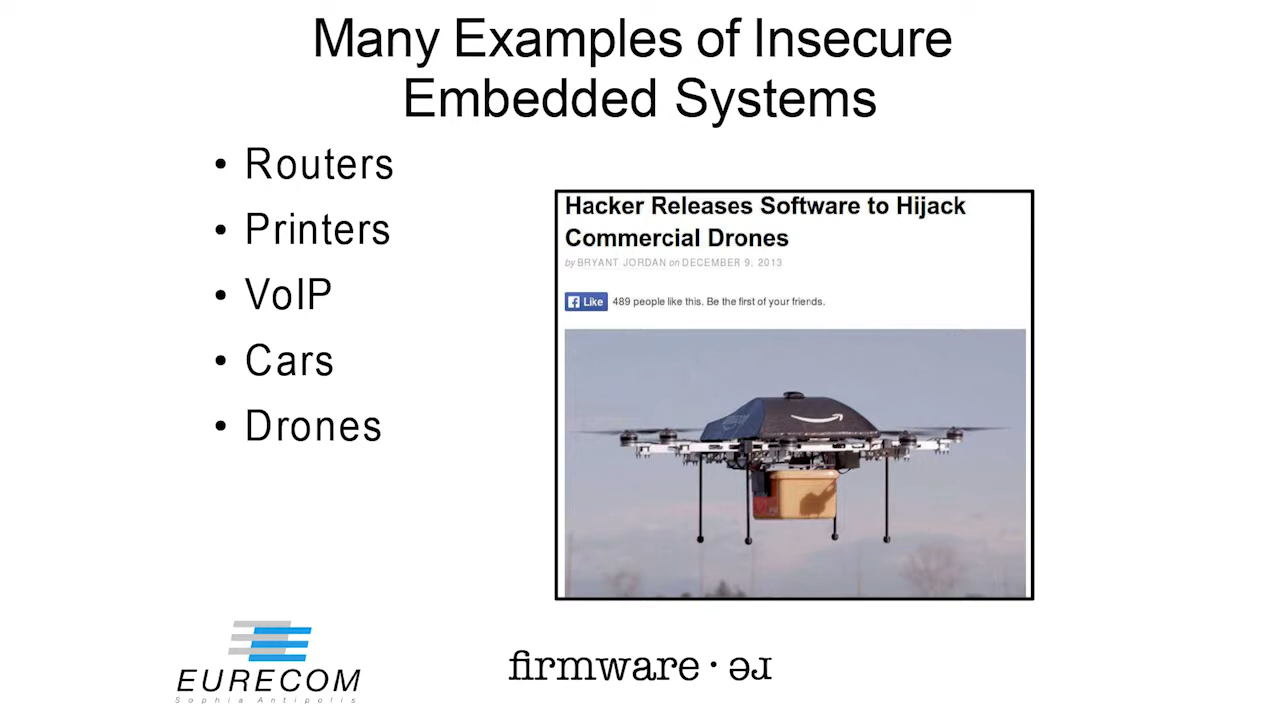 Many Examples of Insecure
Embedded Systems
• Routers
• Printers
• VoIP
• Cars
• Drones
Hacker Releases Software to Hijack
Commercial Drones
by BRYANT JORDAN on DECEMBER 9, 2013
Like 489 people like this. Be the first of your friends.
EURECOM
Sophia Antipolis
firmware·ǝɹ